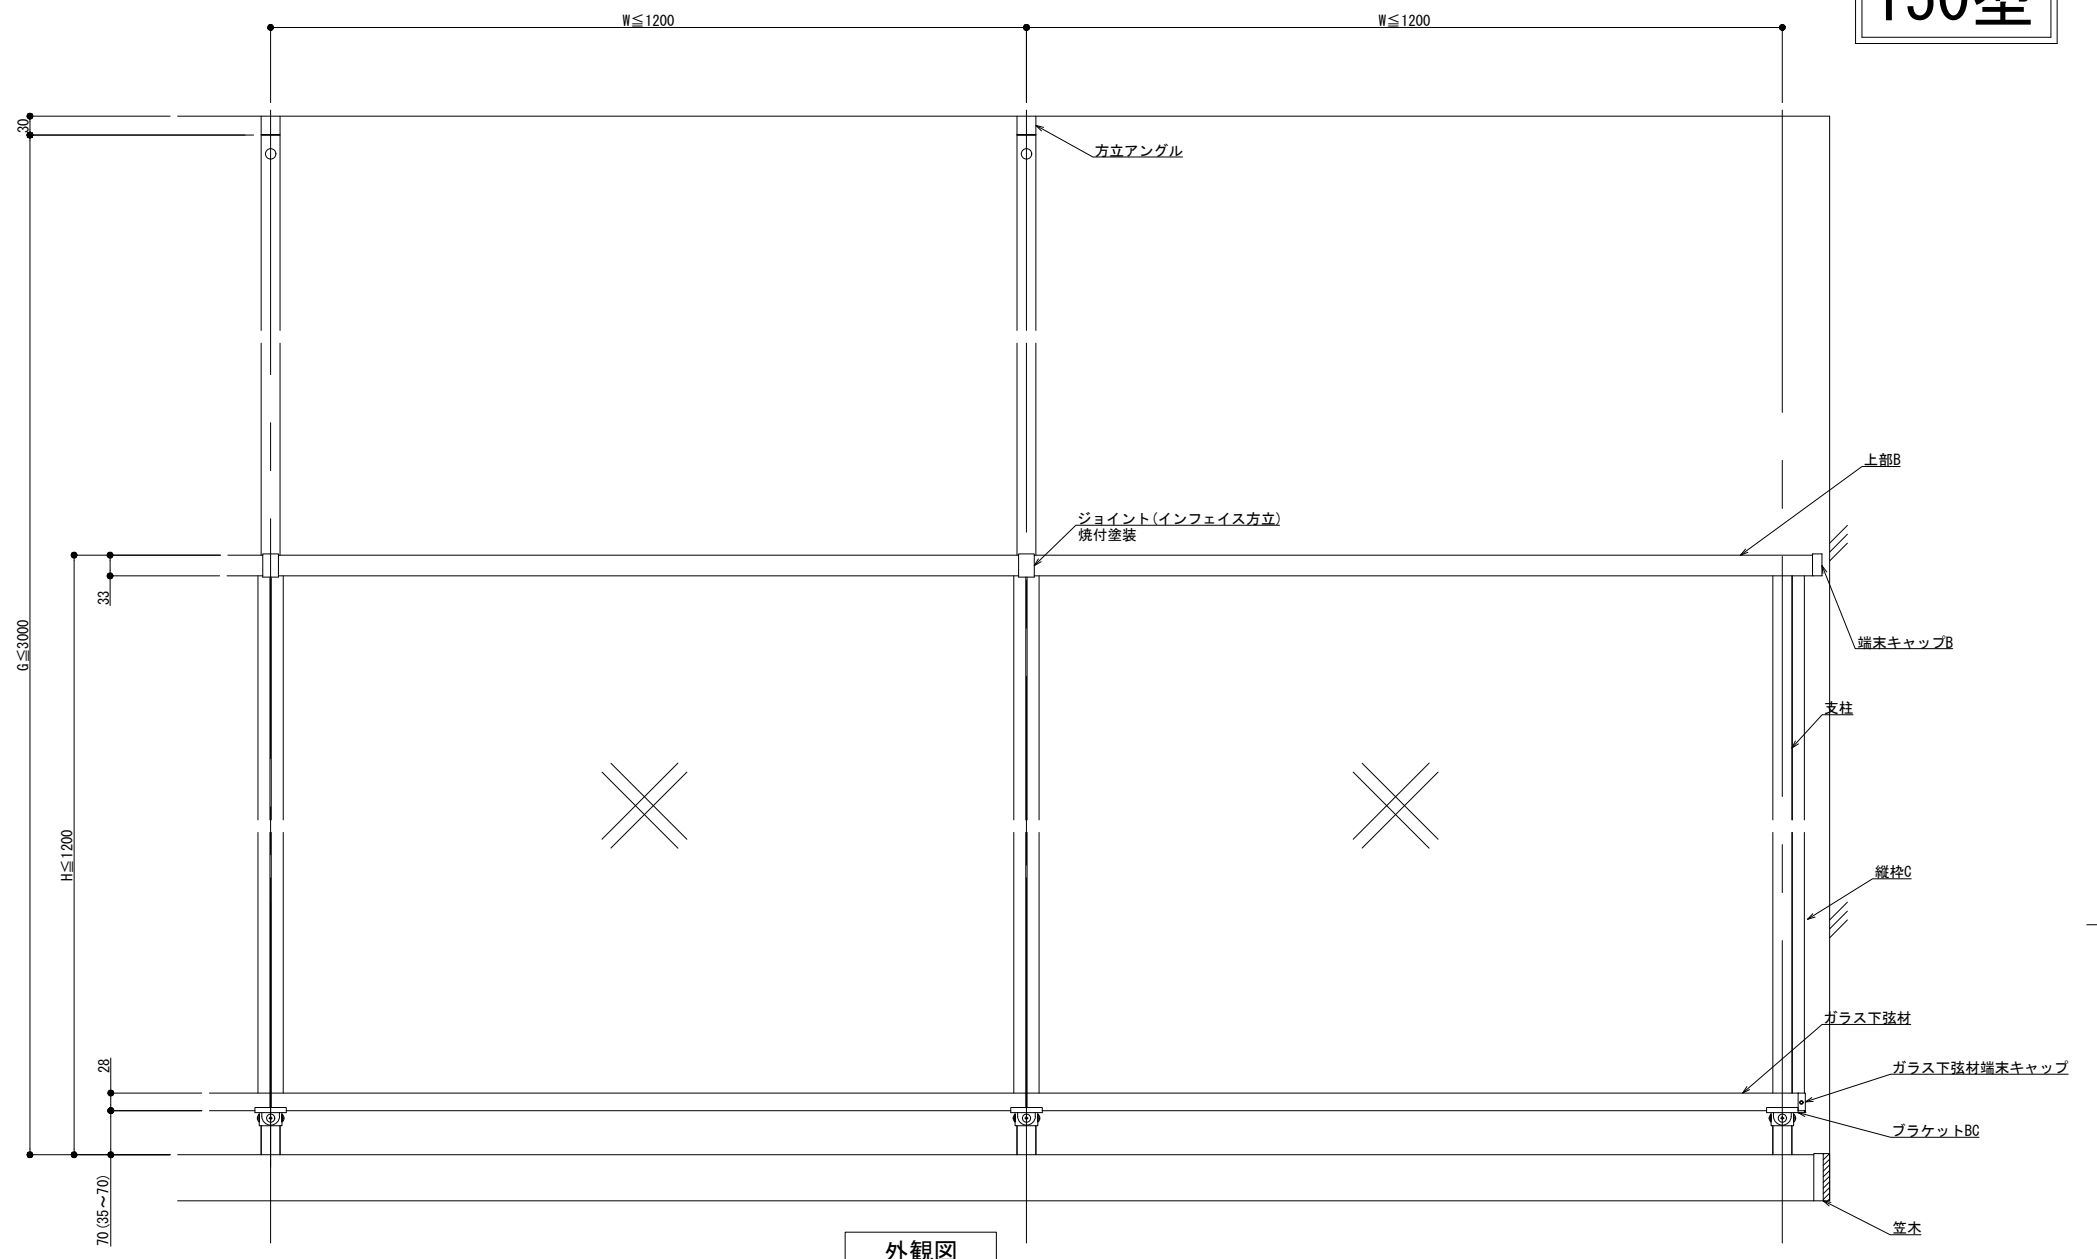 W≦1200
W≦1200
150型
30
方立アングル
上部B
ジョイント(インフェイス方立)
焼付塗装
33
G≦3000
端末キャップB
支柱
H≦1200
縦枠C
ガラス下弦材
28
ガラス下弦材端末キャップ
ブラケットBC
70(35~70)
笠木
外観図